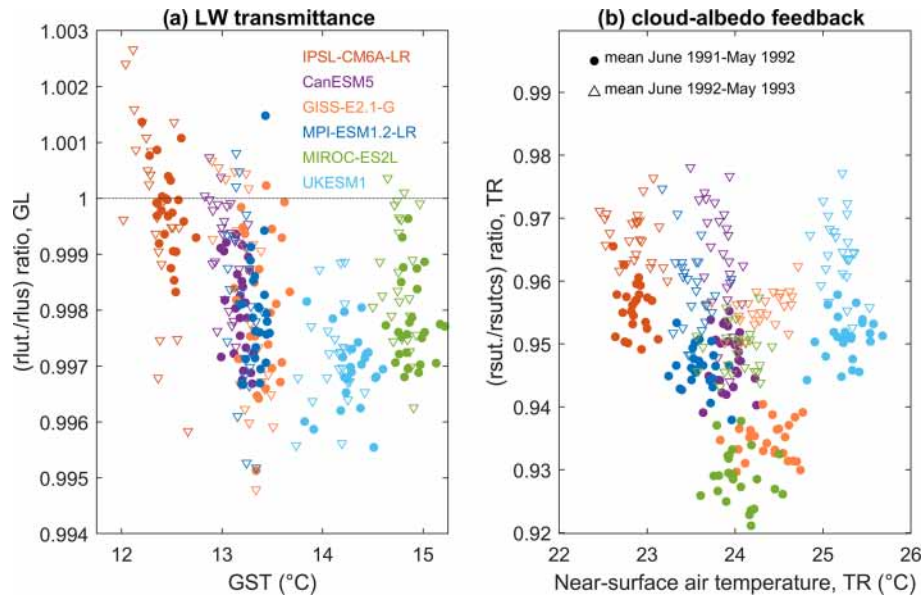 (a) LW transmittance
1.003
1.002
1.001
1
0.999
0.998
0.997
0.996
0.995
0.994
(rlut./rlus) ratio, GL
IPSL-CM6A-LR
CanESM5
GISS-E2.1-G
MPI-ESM1.2-LR
MIROC-ES2L
UKESM1
12 13 14 15
GST (°C)
(b) cloud-albedo feedback
mean June 1991-May 1992
mean June 1992-May 1993
0.99
0.98
0.97
0.96
0.95
0.94
0.93
0.92
(rsut./rsutcs) ratio, TR
22 23 24 25 26
Near-surface air temperature, TR (°C)